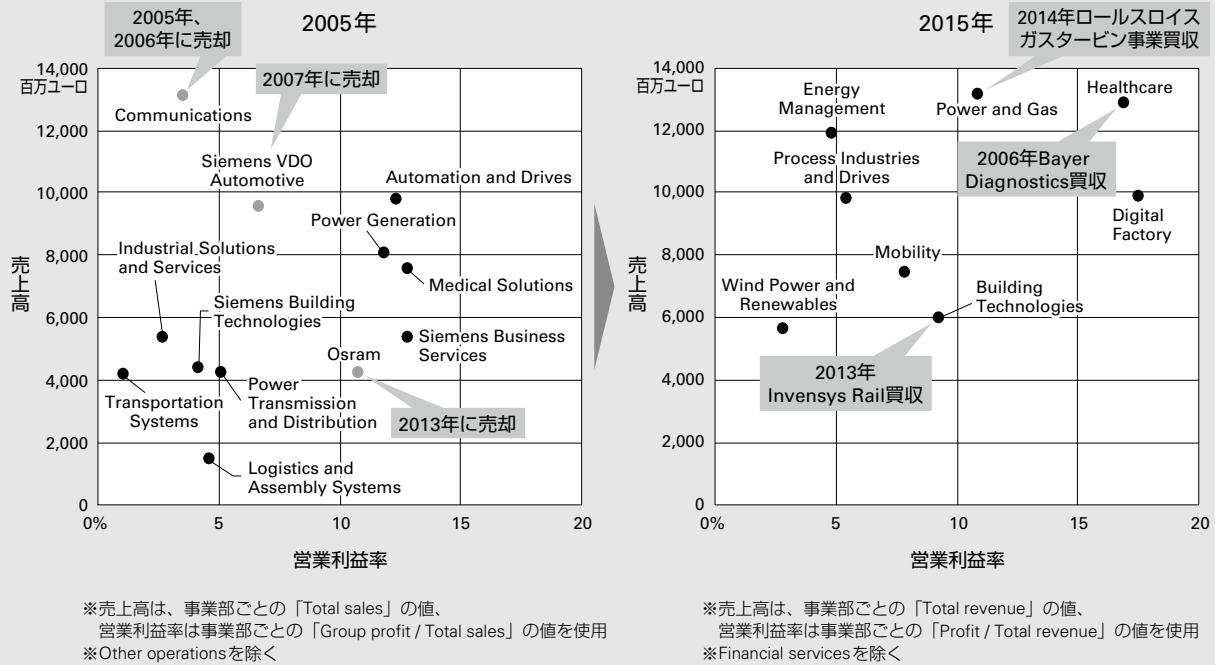 2005年
2005年、
2006年に売却
2007年に売却
14,000
百万ユーロ
12,000
10,000
8,000
6,000
4,000
2,000
0
売上高
Communications
Siemens VDO
Automotive
Automation and Drives
Power Generation
Industrial Solutions
and Services
Medical Solutions
Siemens Building
Technologies
Siemens Business
Services
Osram
Transportation
Systems
Power
Transmission
and Distribution
2013年に売却
Logistics and
Assembly Systems
0%
5
10
15
20
営業利益率
※売上高は、事業部ごとの「Total sales」の値、
営業利益率は事業部ごとの「Group profit / Total sales」の値を使用
※Other operationsを除く
2015年
2014年ロールスロイス
ガスタービン事業買収
14,000
百万ユーロ
12,000
10,000
8,000
6,000
4,000
2,000
0
売上高
Energy
Management
Power and Gas
Healthcare
Process Industries
and Drives
2006年Bayer
Diagnostics買収
Digital
Factory
Mobility
Wind Power and
Renewables
Building
Technologies
2013年
Invensys Rail買収
0%
5
10
15
20
営業利益率
※売上高は、事業部ごとの「Total revenue」の値、
営業利益率は事業部ごとの「Profit / Total revenue」の値を使用
※Financial servicesを除く